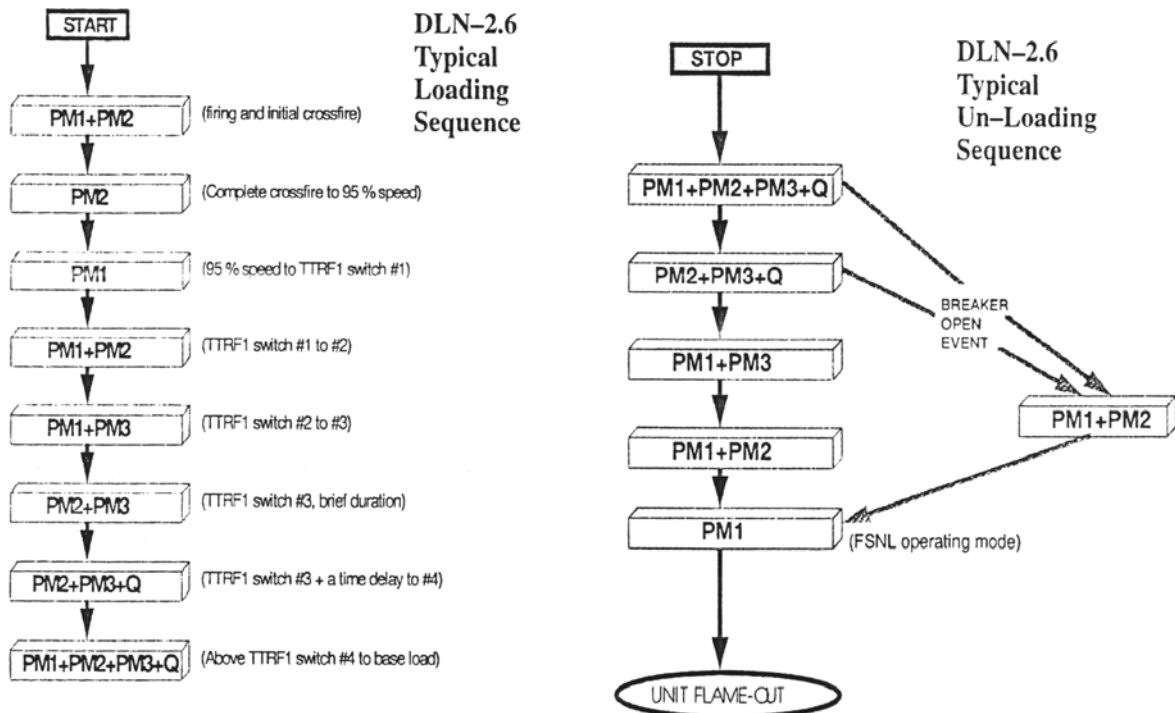 START
DLN–2.6
Typical
Loading
Sequence
PM1+PM2
(firing and initial crossfire)
PM2
(Complete crossfire to 95 % speed)
PM1
(95 % speed to TTRF1 switch #1)
PM1+PM2
(TTRF1 switch #1 to #2)
PM1+PM3
(TTRF1 switch #2 to #3)
PM2+PM3
(TTRF1 switch #3, brief duration)
PM2+PM3+Q
(TTRF1 switch #3 + a time delay to #4)
PM1+PM2+PM3+Q
(Above TTRF1 switch #4 to base load)
STOP
DLN–2.6
Typical
Un–Loading
Sequence
PM1+PM2+PM3+Q
PM2+PM3+Q
BREAKER
OPEN
EVENT
PM1+PM3
PM1+PM2
PM1+PM2
PM1
(FSNL operating mode)
UNIT FLAME-OUT